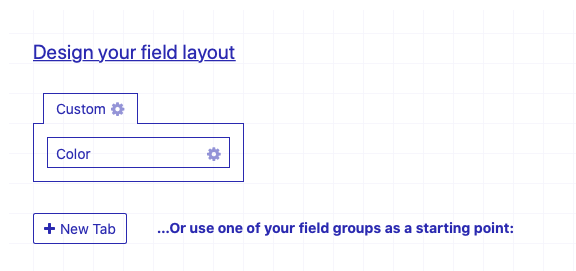 Design your field layout
Custom
Color
New Tab
...Or use one of your field groups as a starting point: